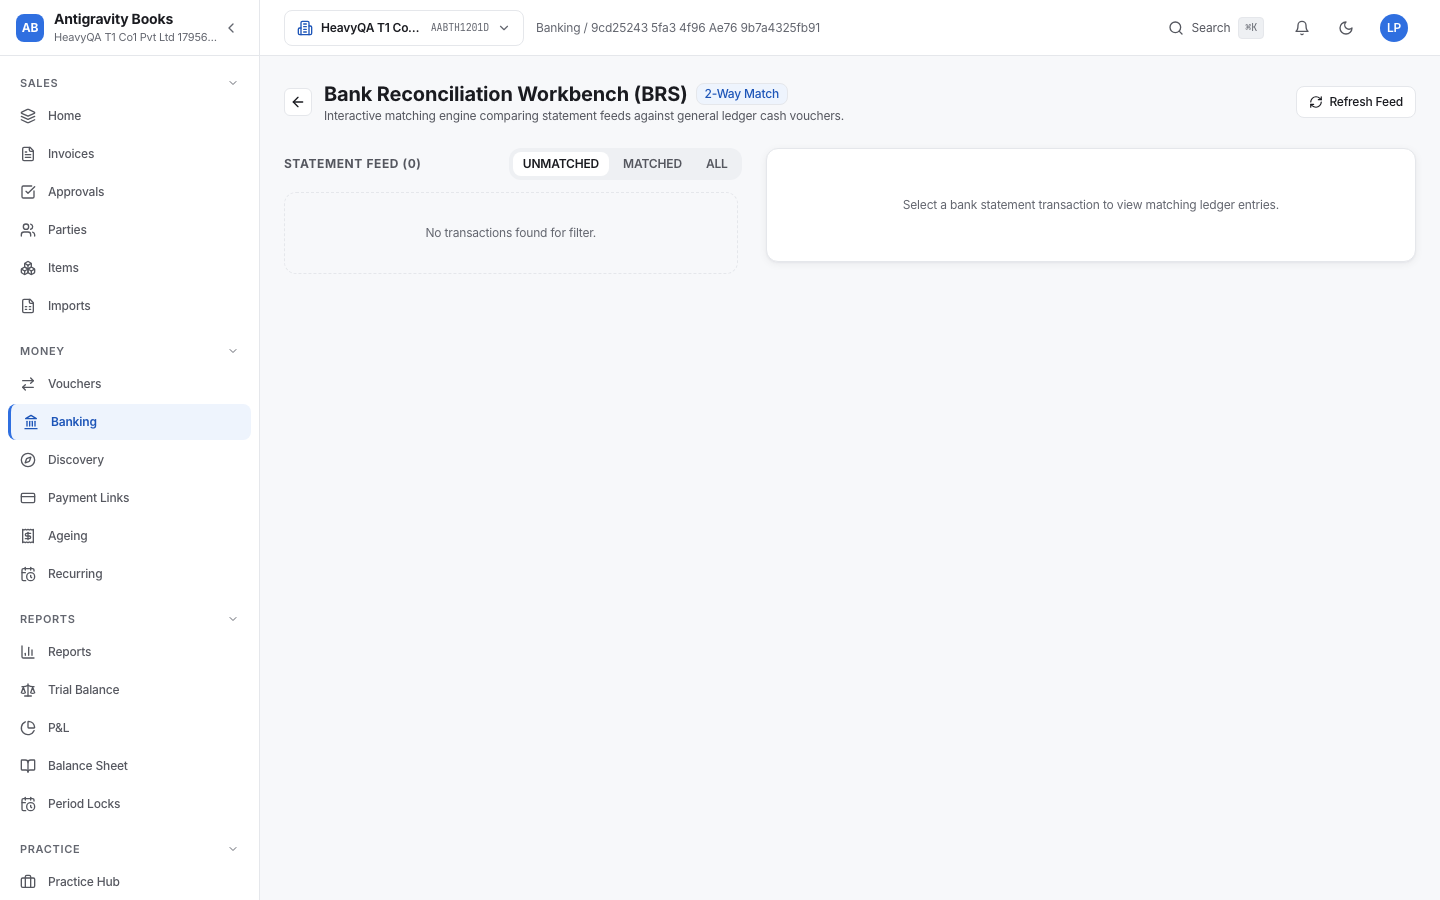 AB
Antigravity Books
HeavyQA T1 Co1 Pvt Ltd 17956...
SALES
Home
Invoices
Approvals
Parties
Items
Imports
MONEY
Vouchers
Banking
Discovery
Payment Links
Ageing
Recurring
REPORTS
Reports
Trial Balance
P&L
Balance Sheet
Period Locks
PRACTICE
Practice Hub
HeavyQA T1 Co... AABTH1201D
Banking / 9cd25243 5fa3 4f96 Ae76 9b7a4325fb91
Search ⌘K
LP
Bank Reconciliation Workbench (BRS) 2-Way Match
Interactive matching engine comparing statement feeds against general ledger cash vouchers.
Refresh Feed
STATEMENT FEED (0)
UNMATCHED MATCHED ALL
No transactions found for filter.
Select a bank statement transaction to view matching ledger entries.